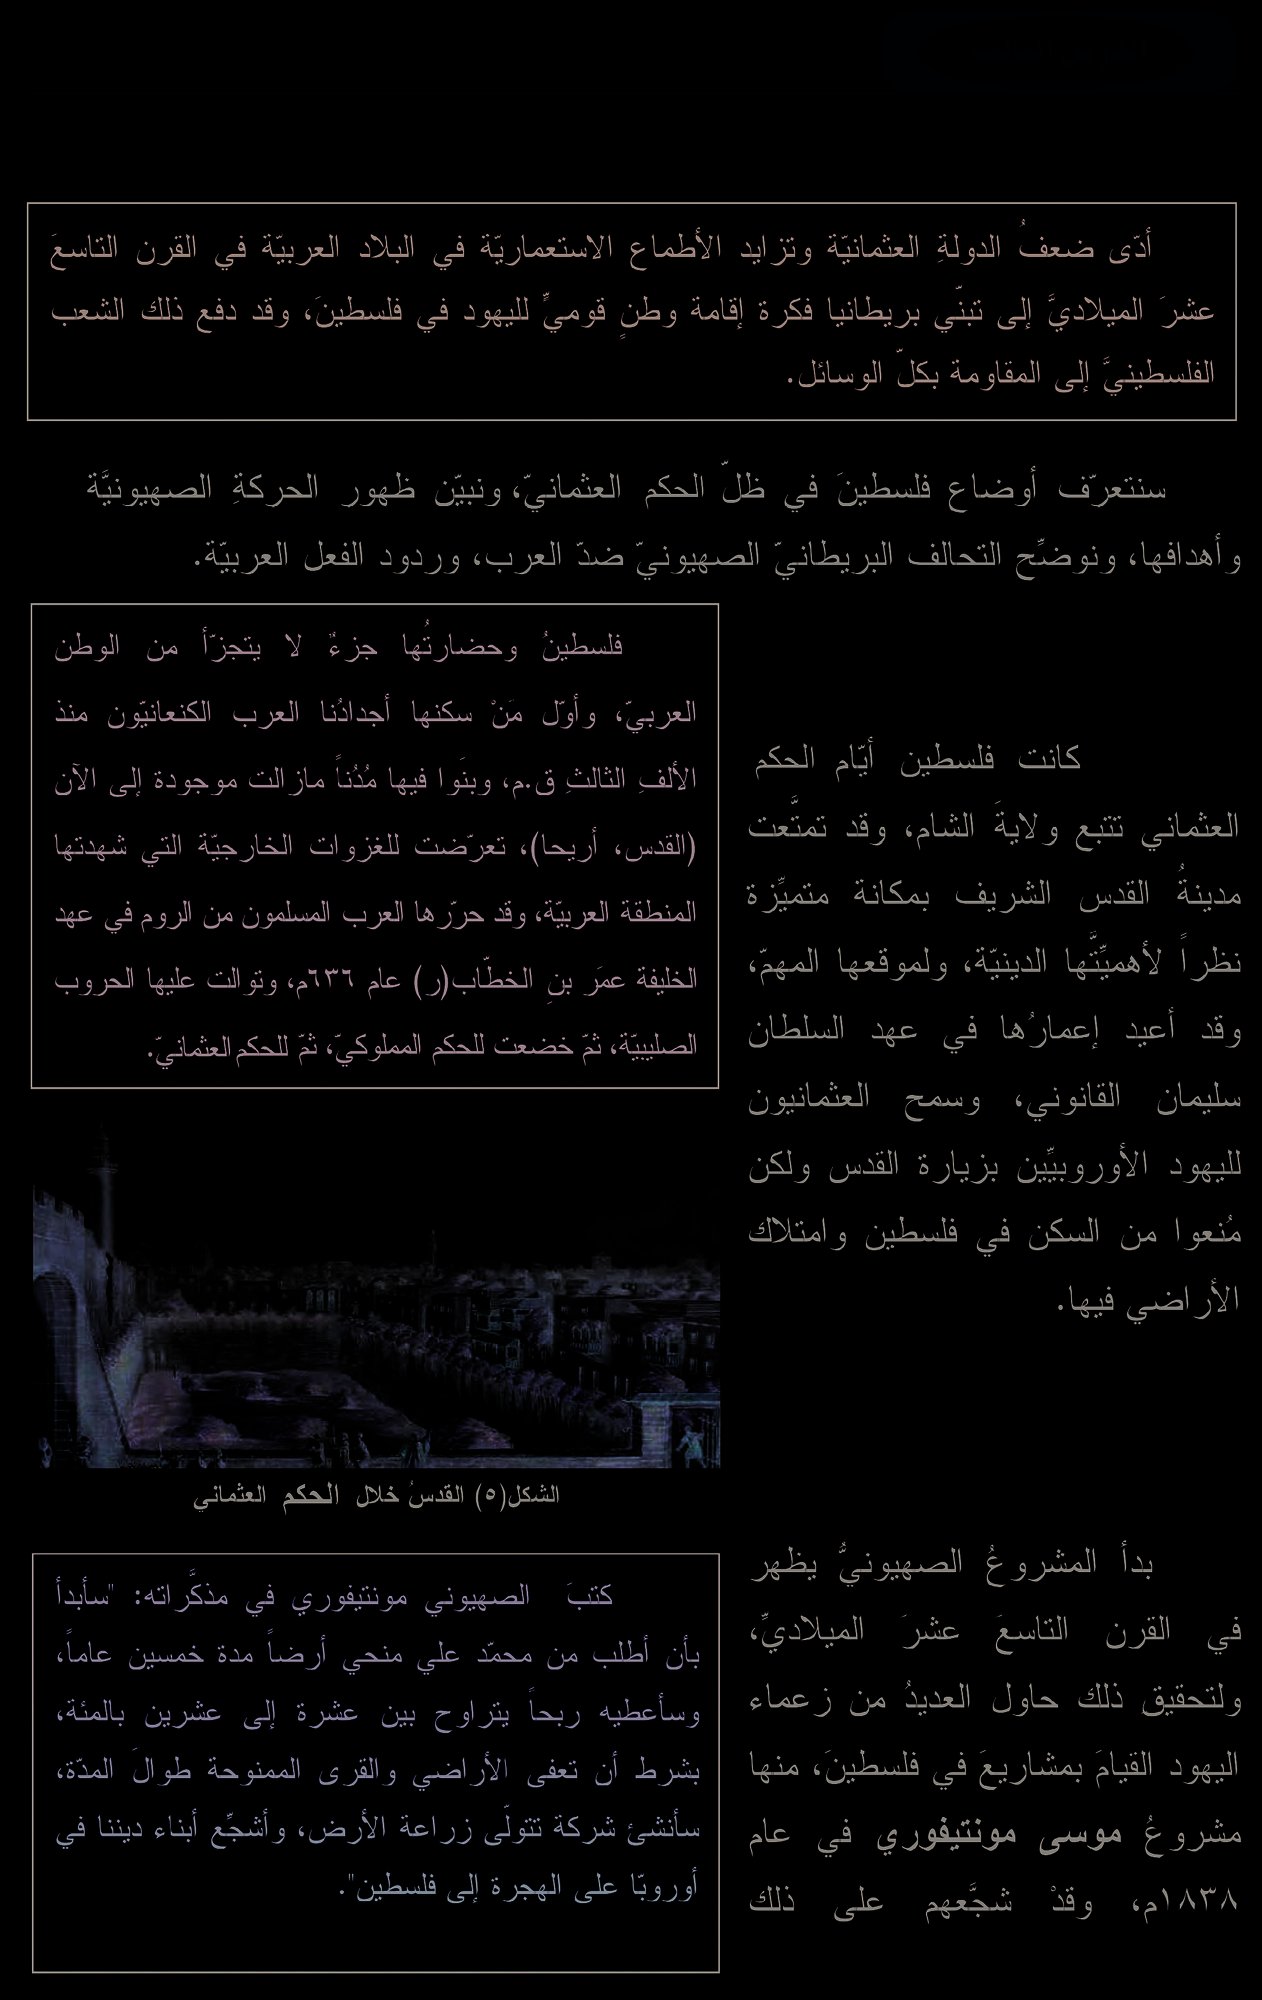 أدّى ضعفُ الدولةِ العثمانيّة وتزايد الأطماع الاستعماريّة في البلاد العربيّة في القرن التاسعَ
عشرَ الميلاديَّ إلى تبنّي بريطانيا فكرة إقامة وطنٍ قوميٍّ لليهود في فلسطينَ، وقد دفع ذلك الشعب
الفلسطينيَّ إلى المقاومة بكلّ الوسائل.
سنتعرّف أوضاع فلسطينَ في ظلّ الحكم العثمانيّ، ونبيّن ظهور الحركةِ الصهيونيَّة
وأهدافها، ونوضِّح التحالف البريطانيّ الصهيونيّ ضدّ العرب، وردود الفعل العربيّة.
كانت فلسطين أيّام الحكم
العثماني تتبع ولايةَ الشام، وقد تمتَّعت
مدينةُ القدس الشريف بمكانة متميِّزة
نظراً لأهميِّتَّها الدينيّة، ولموقعها المهمّ،
وقد أعيد إعمارُها في عهد السلطان
سليمان القانوني، وسمح العثمانيون
لليهود الأوروبيِّين بزيارة القدس ولكن
مُنعوا من السكن في فلسطين وامتلاك
الأراضي فيها.
فلسطينُ وحضارتُها جزءٌ لا يتجزّأ من الوطن
العربيّ، وأوّل مَنْ سكنها أجدادُنا العرب الكنعانيّون منذ
الألفِ الثالثِ ق.م، وبنَوا فيها مُدُناً مازالت موجودة إلى الآن
(القدس، أريحا)، تعرّضت للغزوات الخارجيّة التي شهدتها
المنطقة العربيّة، وقد حرّرها العرب المسلمون من الروم في عهد
الخليفة عمرَ بنِ الخطّاب(ر) عام ٦٣٦م، وتوالت عليها الحروب
الصليبيّة، ثمّ خضعت للحكم المملوكيّ، ثمّ للحكم العثمانيّ.
الشكل(٥) القدسُ خلال الحكم العثماني
بدأ المشروعُ الصهيونيُّ يظهر
في القرن التاسعَ عشرَ الميلاديِّ،
ولتحقيقِ ذلك حاول العديدُ من زعماء
اليهود القيامَ بمشاريعَ في فلسطينَ، منها
مشروعُ موسى مونتيفوري في عام
١٨٣٨م، وقدْ شجَّعهم على ذلك
كتبَ الصهيوني مونتيفوري في مذكَّراته: "سأبدأ
بأن أطلب من محمّد علي منحي أرضاً مدة خمسين عاماً،
وسأعطيه ربحاً يتراوح بين عشرة إلى عشرين بالمئة،
بشرط أن تعفى الأراضي والقرى الممنوحة طوالَ المدّة،
سأنشئ شركة تتولّى زراعة الأرض، وأشجِّع أبناء ديننا في
أوروبّا على الهجرة إلى فلسطين".